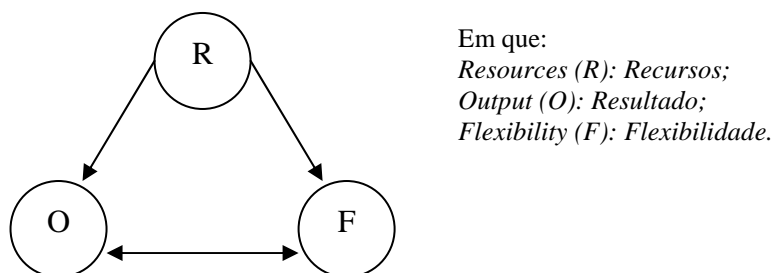 R
Em que:
Resources (R): Recursos;
Output (O): Resultado;
Flexibility (F): Flexibilidade.
O
F